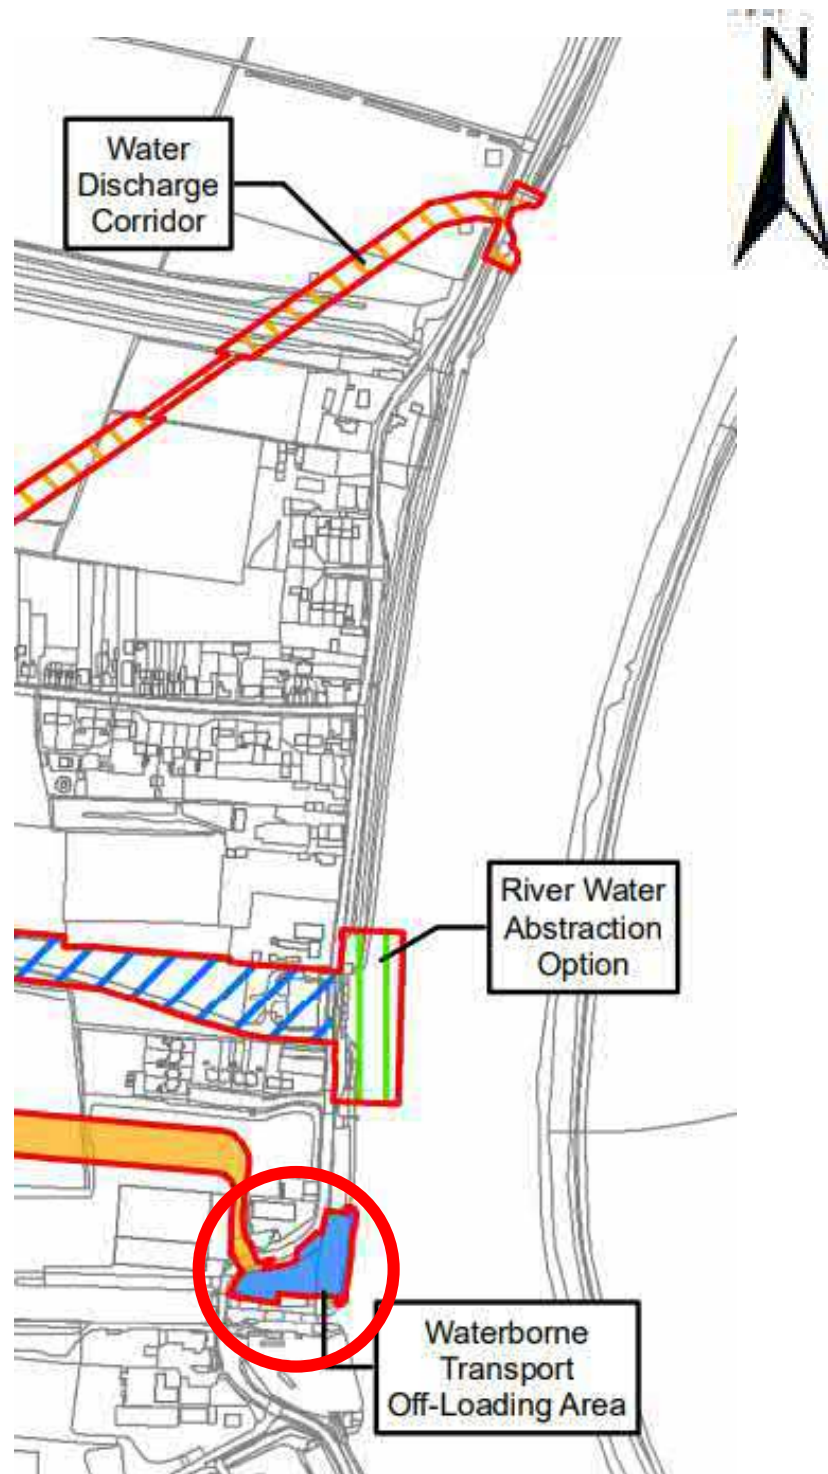 N
Water
Discharge
Corridor
River Water
Abstraction
Option
Waterborne
Transport
Off-Loading Area